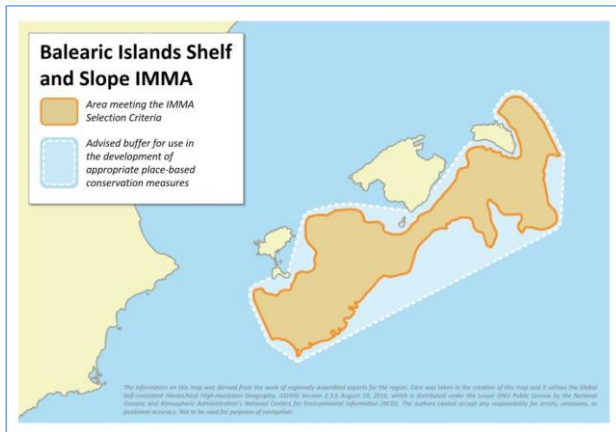 Balearic Islands Shelf
and Slope IMMA
Area meeting the IMMA
Selection Criteria
Advised buffer for use in
the development of
appropriate place-based
conservation measures
The information on this map was derived from the work of regionally assembled experts for the region. Care was taken in the creation of this map and it utilises the Global
Self-consistent Hierarchical High-resolution Geography, GSHHG Version 2.3.6 August 19, 2016, which is distributed under the Lesser GNU Public Licence by the National
Oceanic and Atmospheric Administration's National Centers for Environmental Information (NCEI). The authors cannot accept any responsibility for errors, omissions, or
positional accuracy. Not to be used for purposes of navigation.